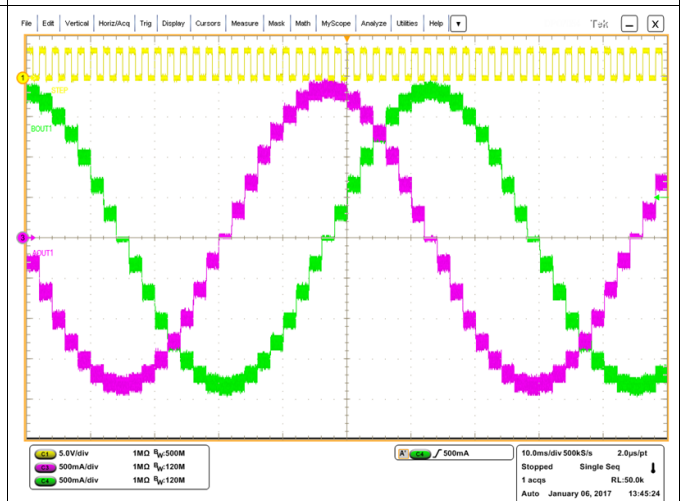 File Edit Vertical Horiz/Acq Trig Display Cursors Measure Mask Math MyScope Analyze Utilities Help Tek X
1
STEP
BOUT1
3
AOUT1
C1 5.0V/div 1MΩ BW:500M
C3 500mA/div 1MΩ BW:120M
C4 500mA/div 1MΩ BW:120M
A' C4 500mA
10.0ms/div 500kS/s 2.0µs/pt
Stopped Single Seq
1 acqs RL:50.0k
Auto January 06, 2017 13:45:24